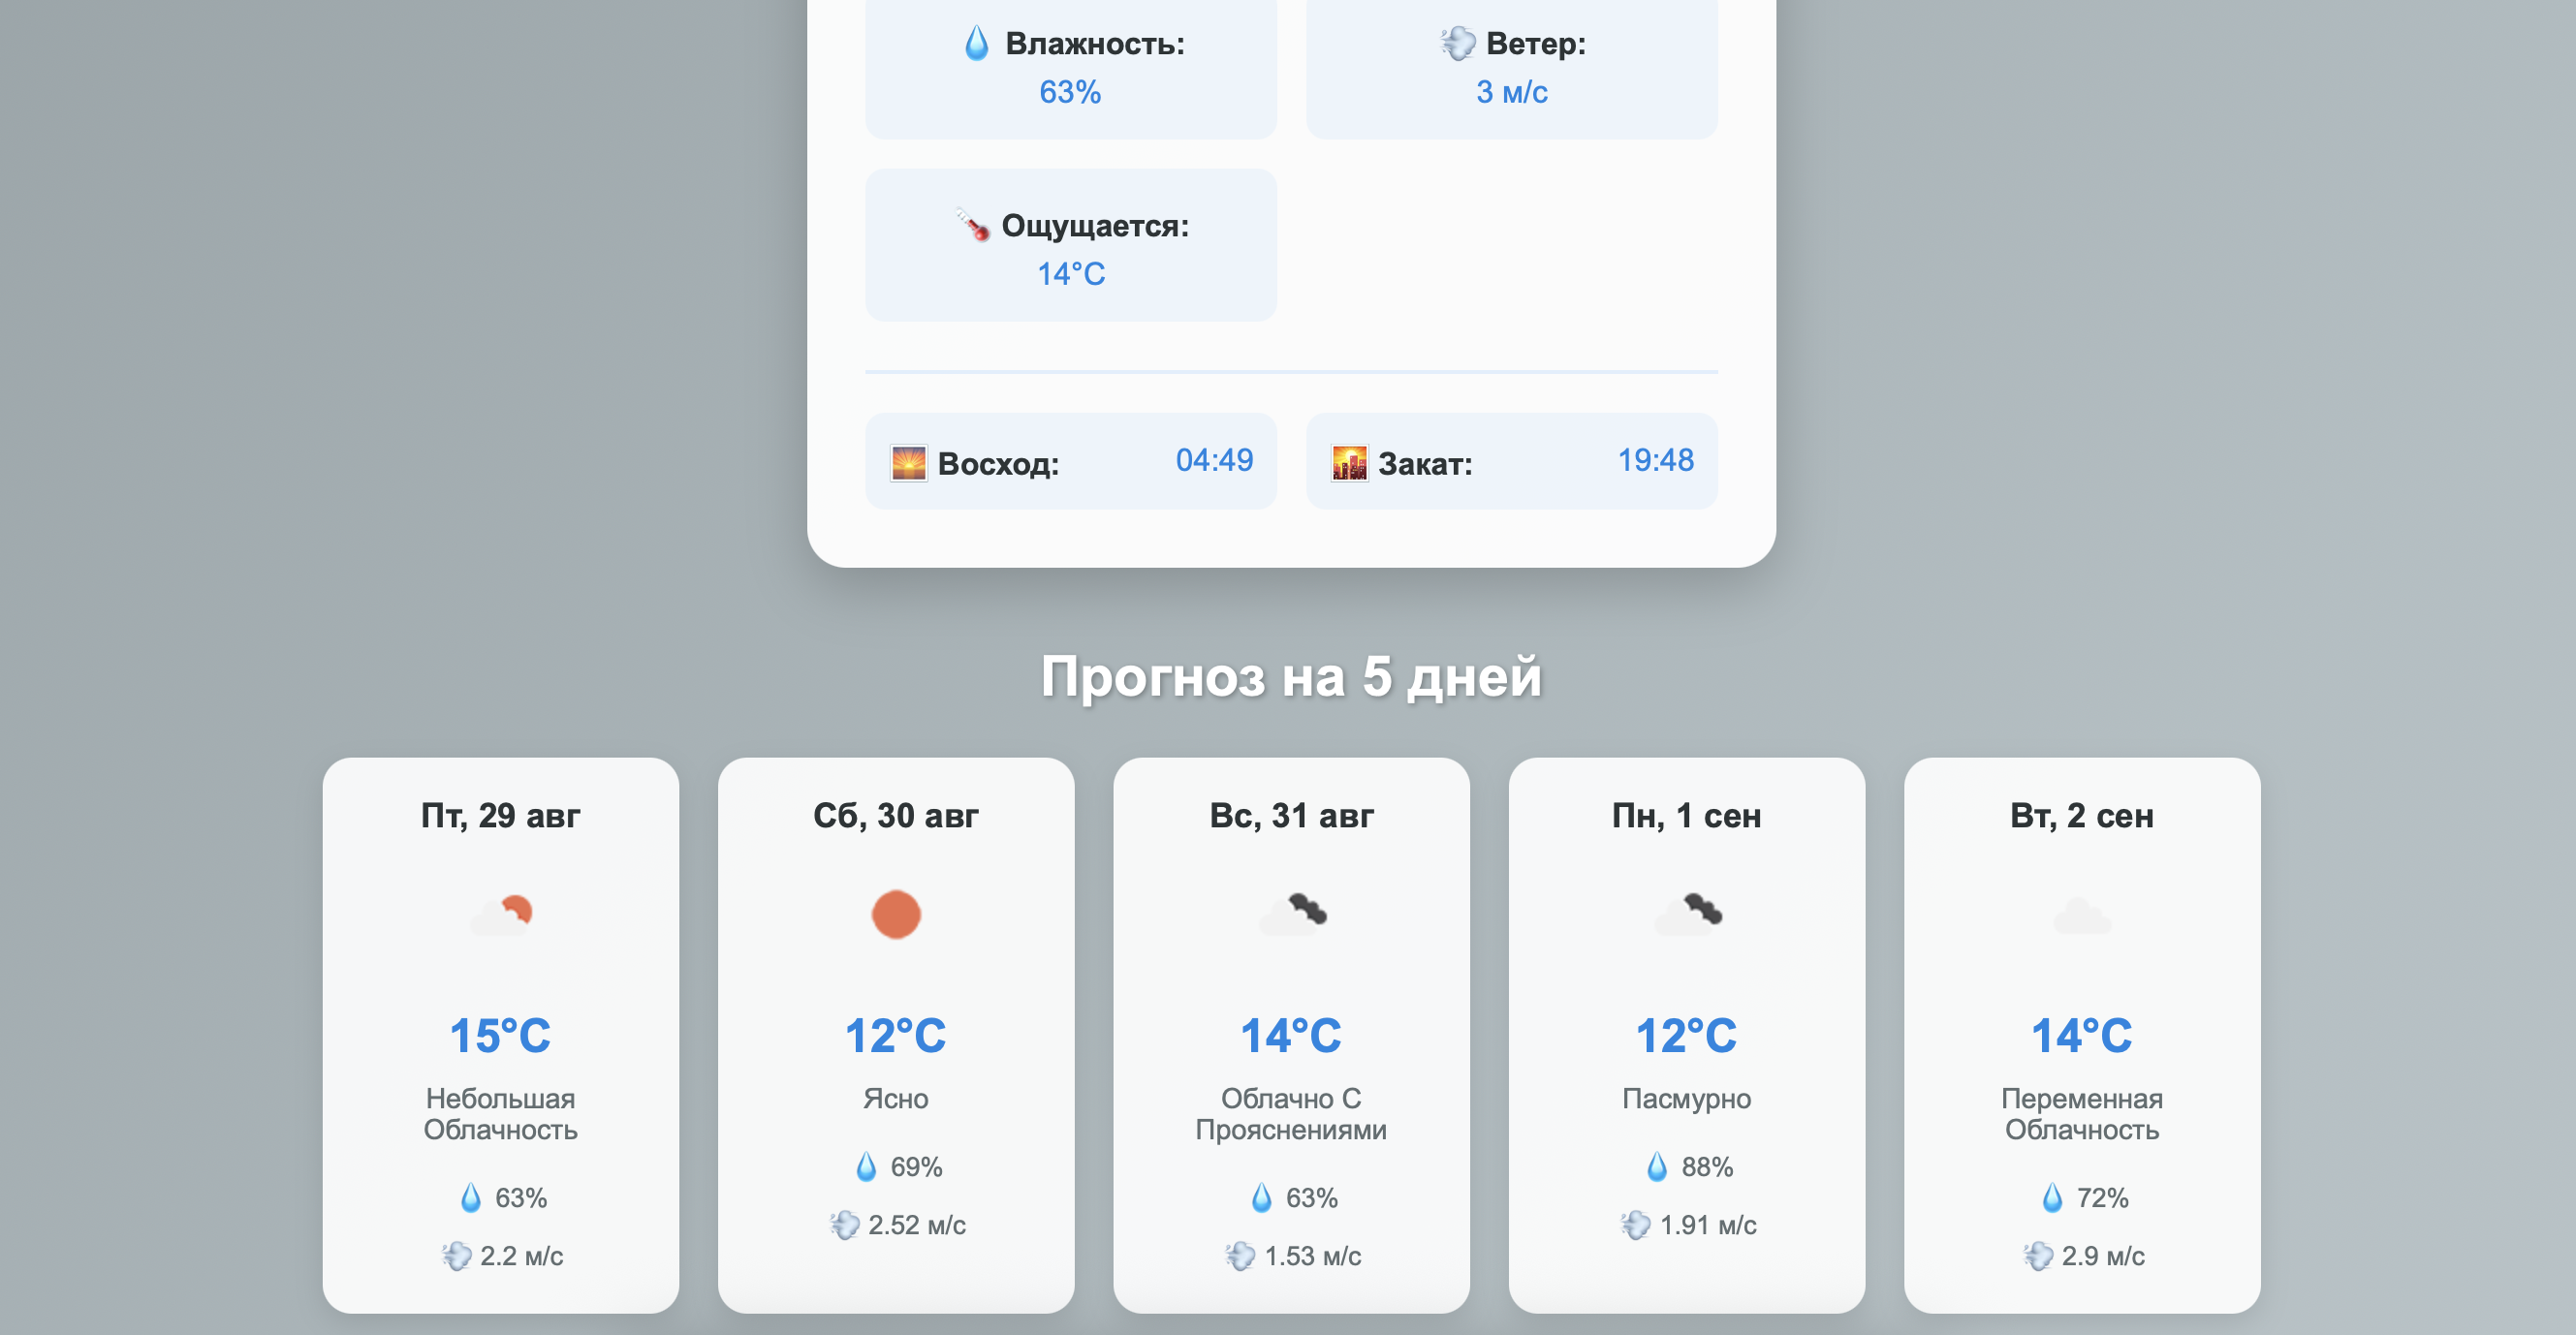 Влажность:
63%
Ветер:
3 м/с
Ощущается:
14°C
Восход:
04:49
Закат:
19:48
Прогноз на 5 дней
Пт, 29 авг
15°C
Небольшая
Облачность
63%
2.2 м/с
Сб, 30 авг
12°C
Ясно
69%
2.52 м/с
Вс, 31 авг
14°C
Облачно С
Прояснениями
63%
1.53 м/с
Пн, 1 сен
12°C
Пасмурно
88%
1.91 м/с
Вт, 2 сен
14°C
Переменная
Облачность
72%
2.9 м/с